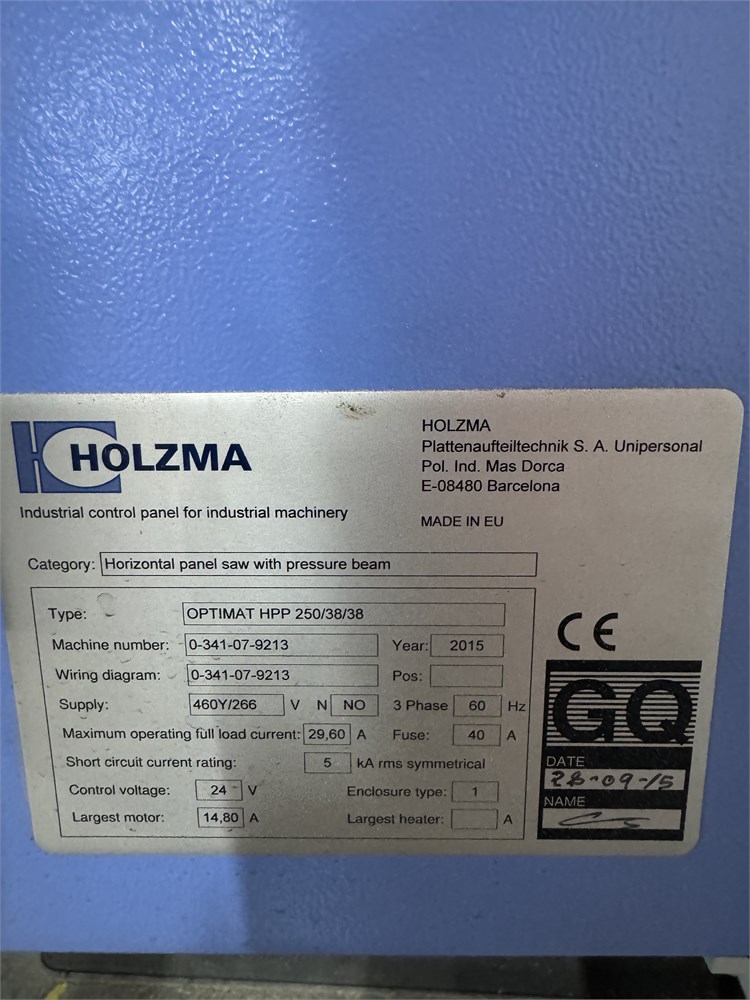 HOLZMA
Industrial control panel for industrial machinery
HOLZMA
Plattenaufteiltechnik S. A. Unipersonal
Pol. Ind. Mas Dorca
E-08480 Barcelona
MADE IN EU
Category: Horizontal panel saw with pressure beam
Type: OPTIMAT HPP 250/38/38
Machine number: 0-341-07-9213 Year: 2015
Wiring diagram: 0-341-07-9213 Pos:
Supply: 460Y/266 V N NO 3 Phase 60 Hz
Maximum operating full load current: 29,60 A Fuse: 40 A
Short circuit current rating: 5 kA rms symmetrical
Control voltage: 24 V Enclosure type: 1
Largest motor: 14,80 A Largest heater: A
CE
GQ
DATE
28-09-15
NAME